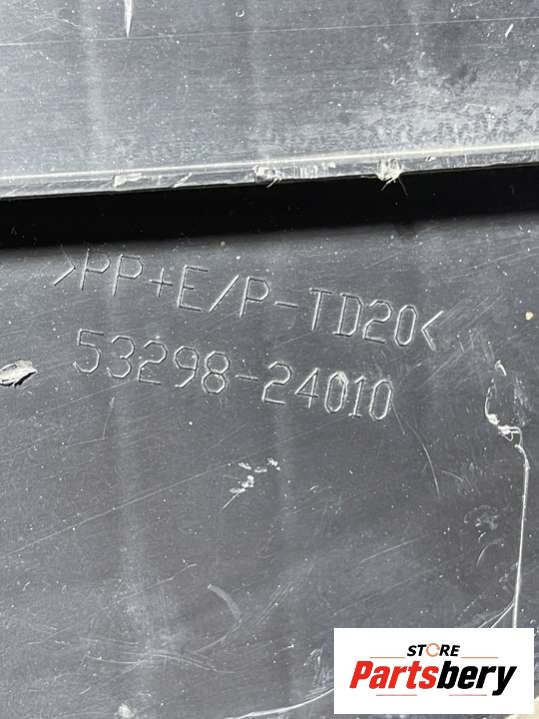 >PP+E/P-TD20<
53298-24010
STORE
Partsbery